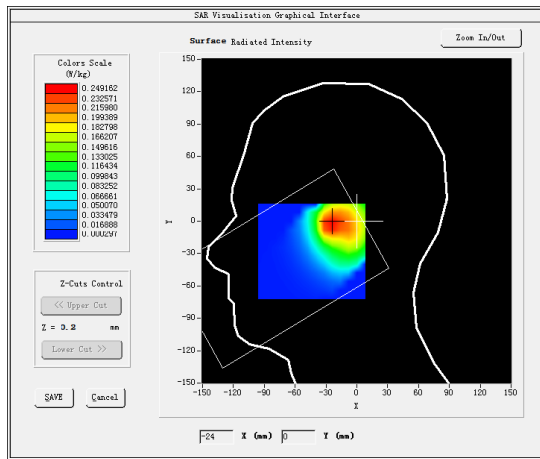 SAR Visualisation Graphical Interface
Surface Radiated Intensity
Zoom In/Out
Colors Scale
(W/kg)
0.249162
0.232571
0.215980
0.199389
0.182798
0.166207
0.149616
0.133025
0.116434
0.099843
0.083252
0.066661
0.050070
0.033479
0.016888
0.000297
Z-Cuts Control
<< Upper Cut
Z = 0.2 mm
Lower Cut >>
SAVE Cancel
150
120
90
60
30
0
-30
-60
-90
-120
-150
Y
-150 -120 -90 -60 -30 0 30 60 90 120 150
X
-24 X (mm) 0 Y (mm)